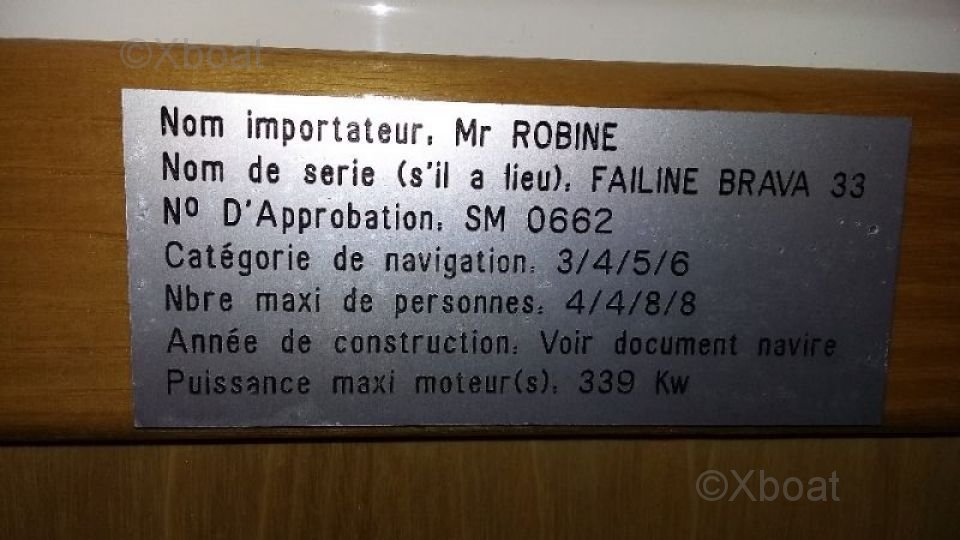 ©Xboat
Nom importateur: Mr ROBINE
Nom de serie (s'il a lieu): FAILINE BRAVA 33
Nº D'Approbation: SM 0662
Catégorie de navigation: 3/4/5/6
Nbre maxi de personnes: 4/4/8/8
Année de construction: Voir document navire
Puissance maxi moteur(s): 339 Kw
©Xboat